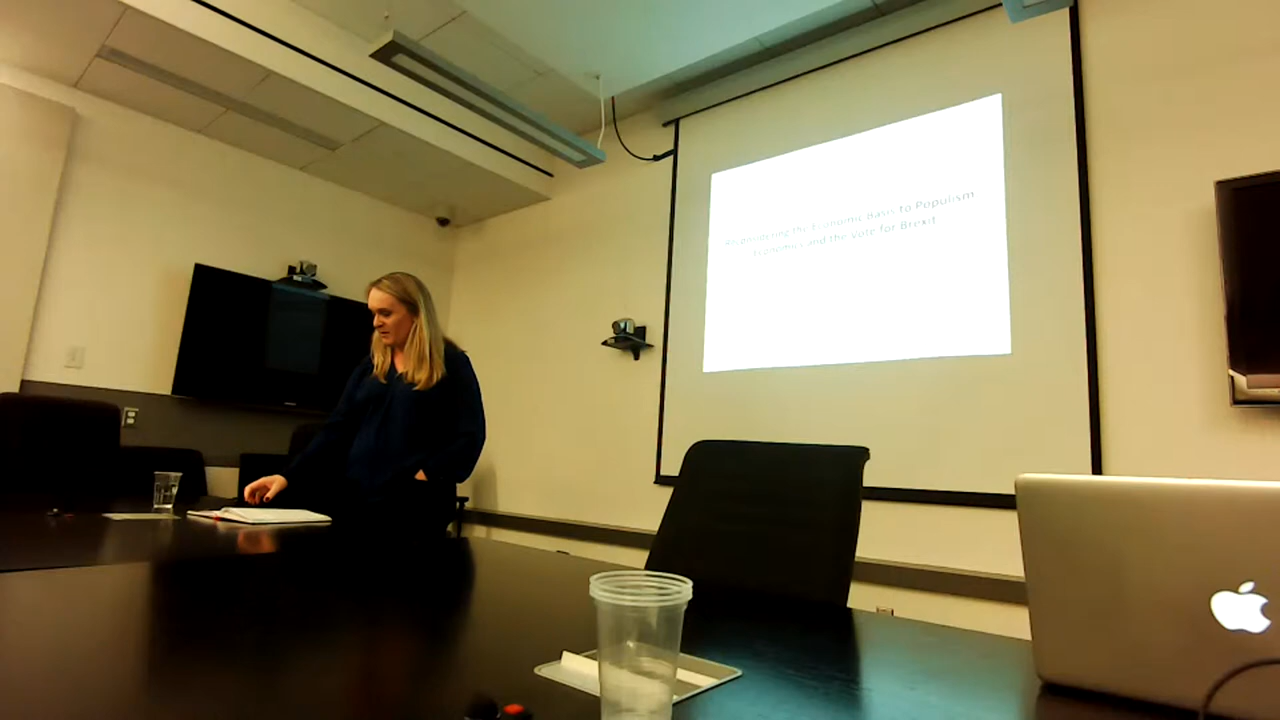 Reconsidering the Economic Basis to Populism
Economics and the Vote for Brexit